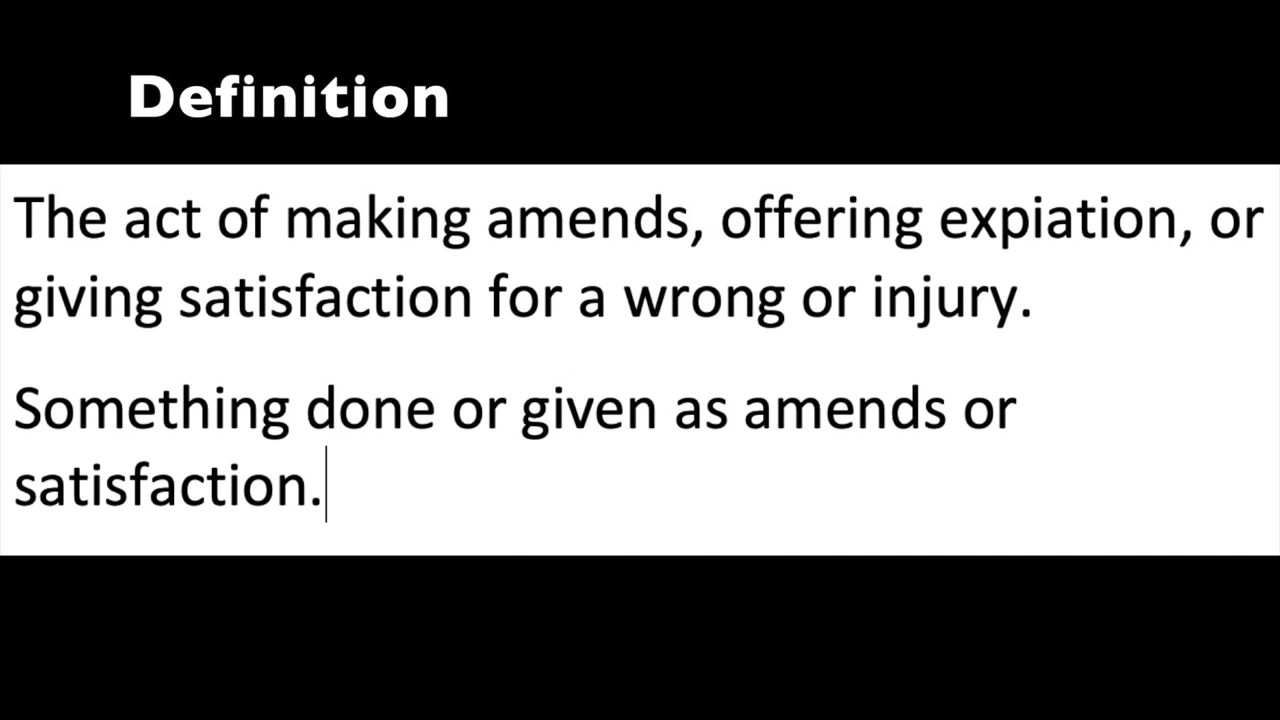 Definition
The act of making amends, offering expiation, or
giving satisfaction for a wrong or injury.
Something done or given as amends or
satisfaction.